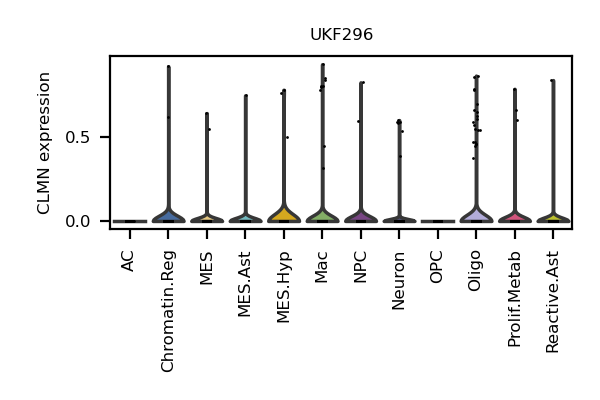 UKF296
CLMN expression
0.5
0.0
AC
Chromatin.Reg
MES
MES.Ast
MES.Hyp
Mac
NPC
Neuron
OPC
Oligo
Prolif.Metab
Reactive.Ast